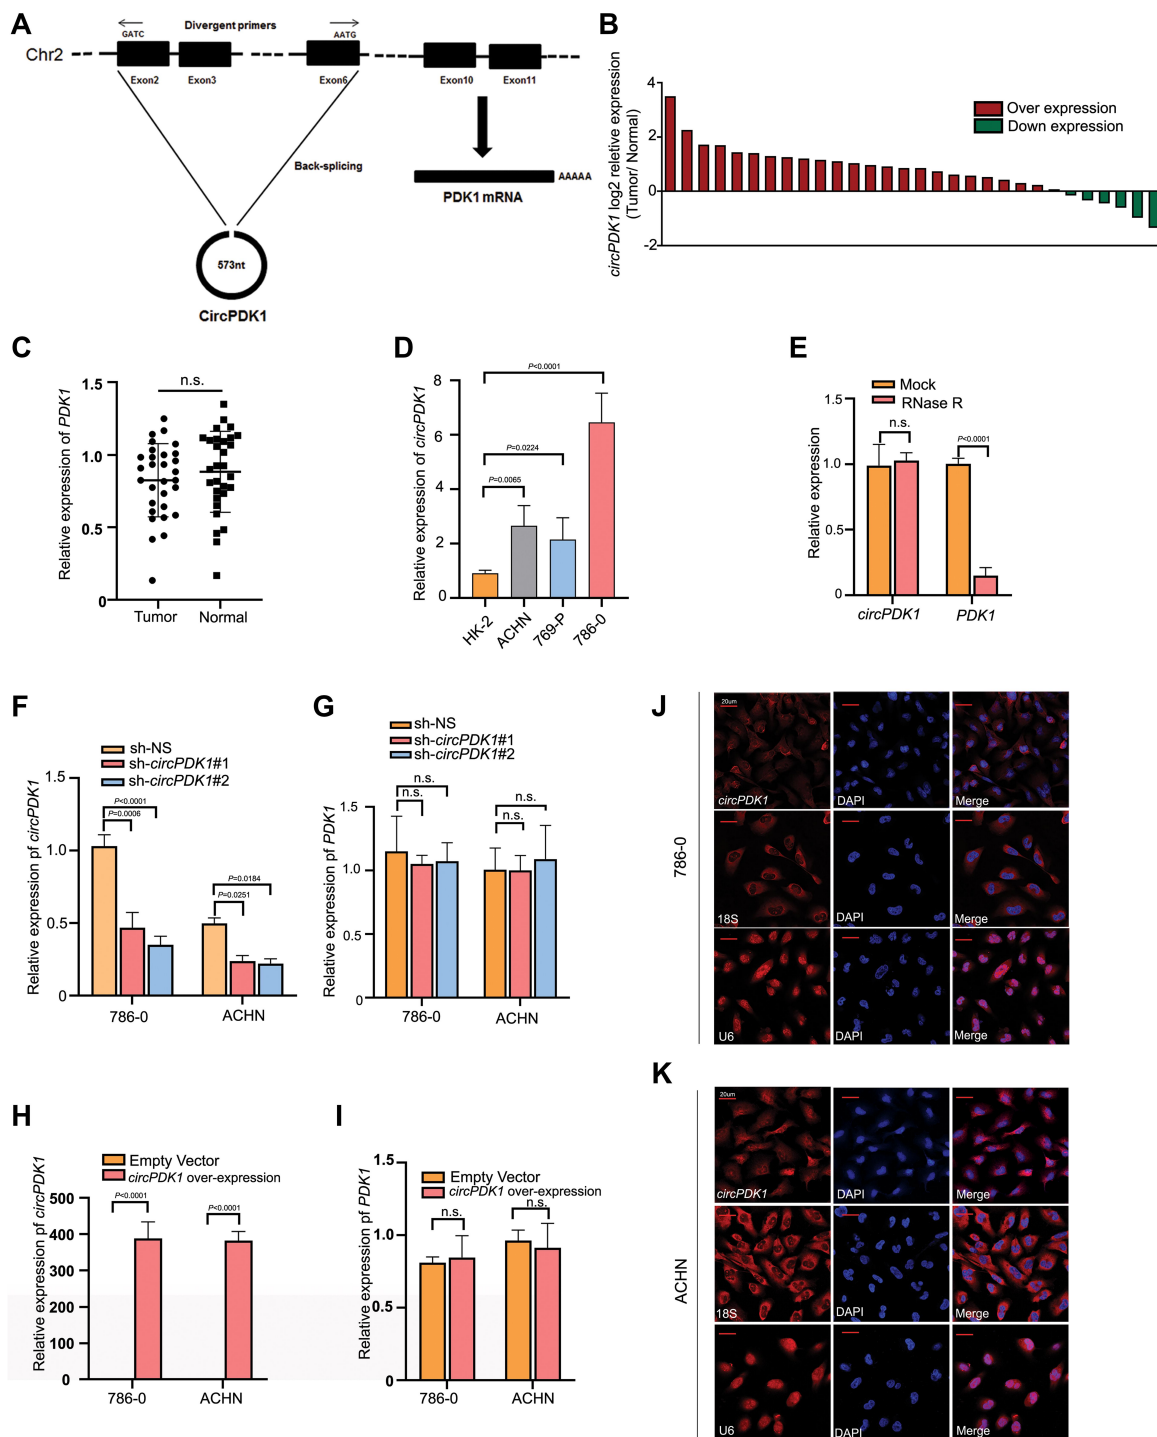 A
GATC
Divergent primers
AATG
Chr2
Exon2
Exon3
Exon6
Exon10
Exon11
Back-splicing
AAAAA
PDK1 mRNA
573nt
CircPDK1
B
circPDK1 log2 relative expression
(Tumor/ Normal)
4
2
0
-2
Over expression
Down expression
C
Relative expression of PDK1
n.s.
1.5
1.0
0.5
0
Tumor
Normal
D
Relative expression of circPDK1
P<0.0001
P=0.0224
P=0.0065
8
6
4
2
0
HK-2
ACHN
769-P
786-0
E
Mock
RNase R
Relative expression
n.s.
P<0.0001
1.5
1.0
0.5
0
circPDK1
PDK1
F
sh-NS
sh-circPDK1#1
sh-circPDK1#2
Relative expression pf circPDK1
P<0.0001
P=0.0006
P=0.0184
P=0.0251
1.5
1.0
0.5
0
786-0
ACHN
G
sh-NS
sh-circPDK1#1
sh-circPDK1#2
Relative expression pf PDK1
n.s.
n.s.
n.s.
n.s.
1.5
1.0
0.5
0
786-0
ACHN
H
Empty Vector
circPDK1 over-expression
Relative expression pf circPDK1
P<0.0001
P<0.0001
500
400
300
200
100
0
786-0
ACHN
I
Empty Vector
circPDK1 over-expression
Relative expression pf PDK1
n.s.
n.s.
1.5
1.0
0.5
0
786-0
ACHN
J
786-0
20um
circPDK1
DAPI
Merge
18S
DAPI
Merge
U6
DAPI
Merge
K
ACHN
20um
circPDK1
DAPI
Merge
18S
DAPI
Merge
U6
DAPI
Merge